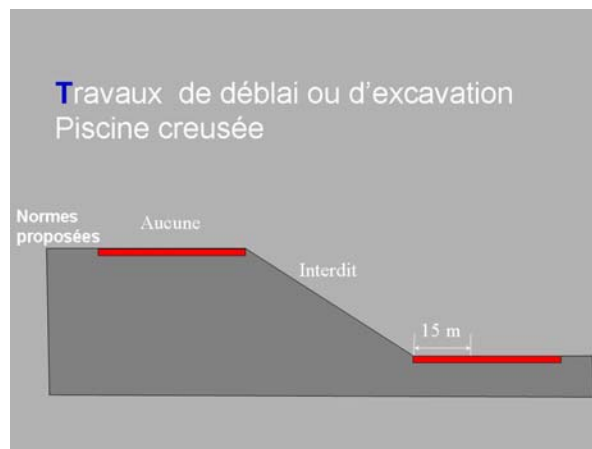 Travaux de déblai ou d'excavation
Piscine creusée
Normes
proposées
Aucune
Interdit
15 m